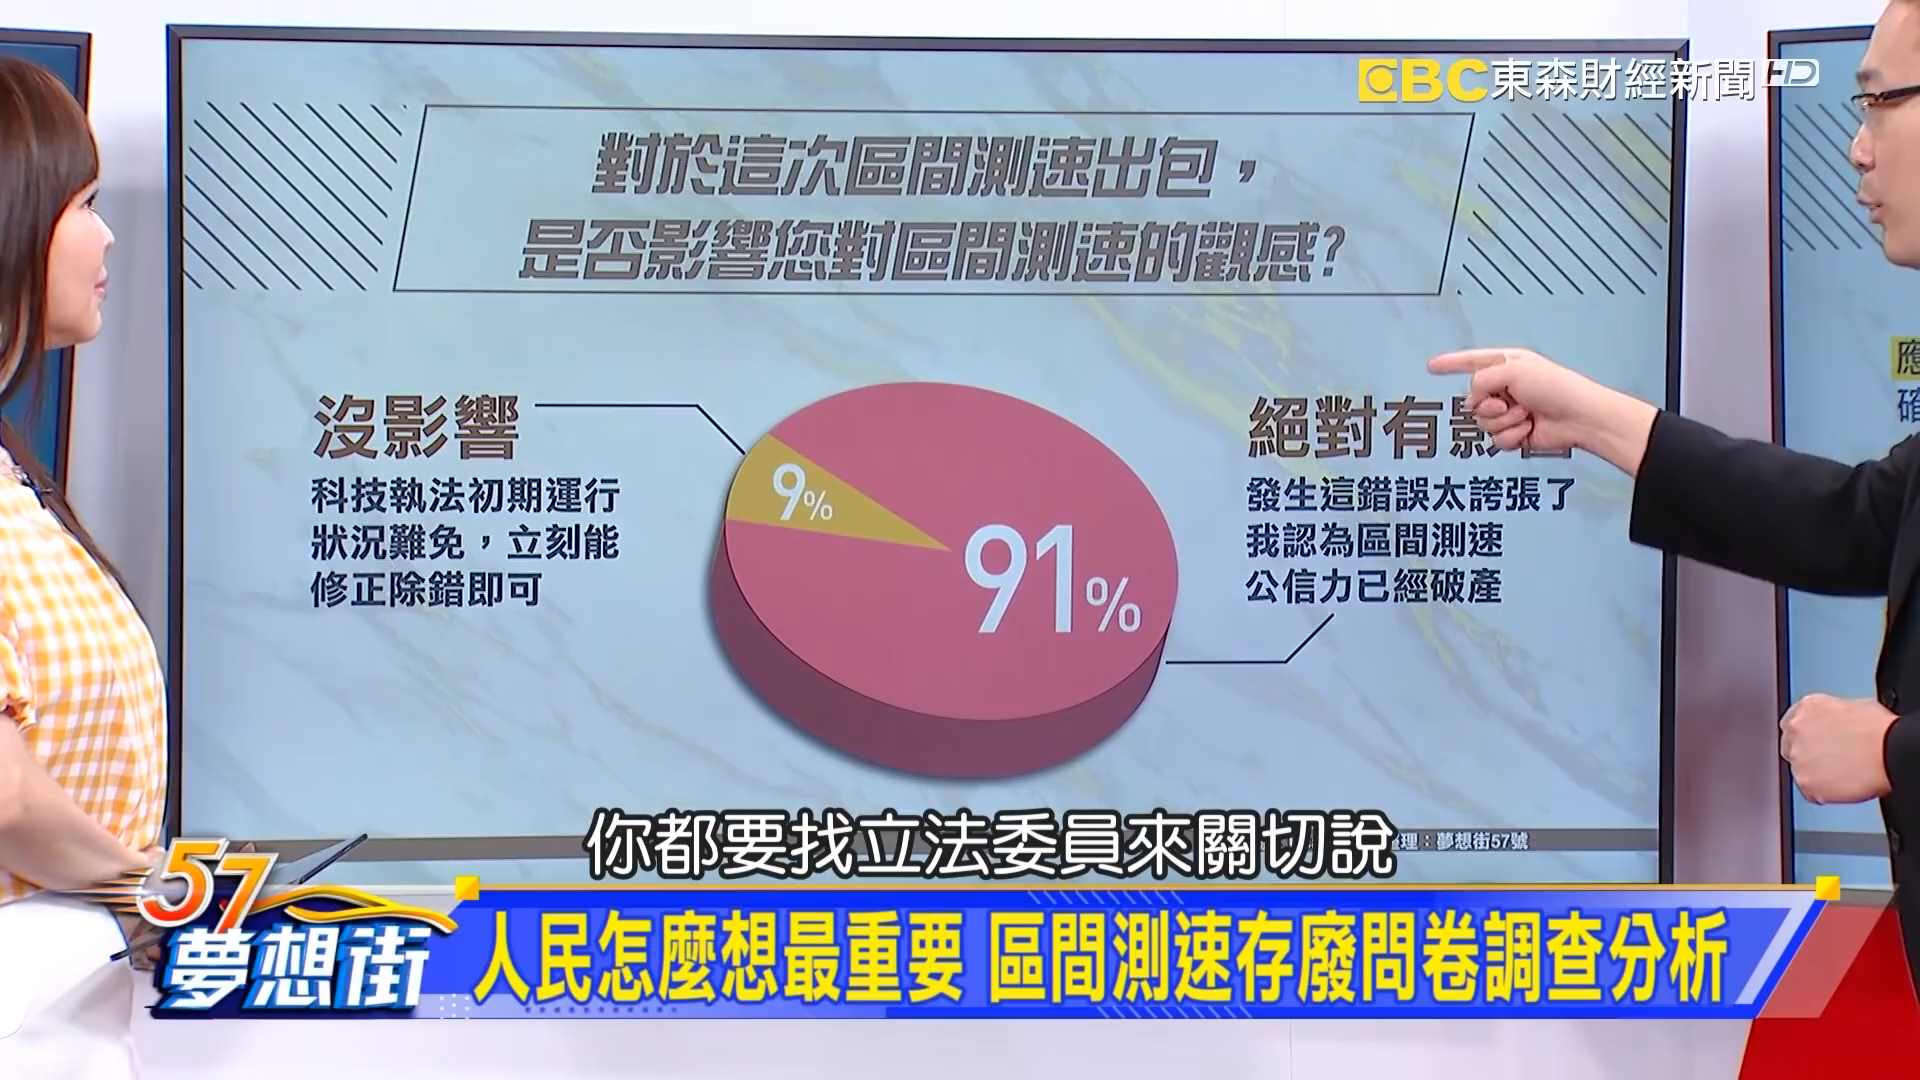 EBC東森財經新聞HD
對於這次區間測速出包，
是否影響您對區間測速的觀感?
沒影響
科技執法初期運行
狀況難免，立刻能
修正除錯即可
9%
91%
絕對有影
發生這錯誤太誇張了
我認為區間測速
公信力已經破產
應
確
理：夢想街57號
你都要找立法委員來關切說
57
夢想街
人民怎麼想最重要 區間測速存廢問卷調查分析